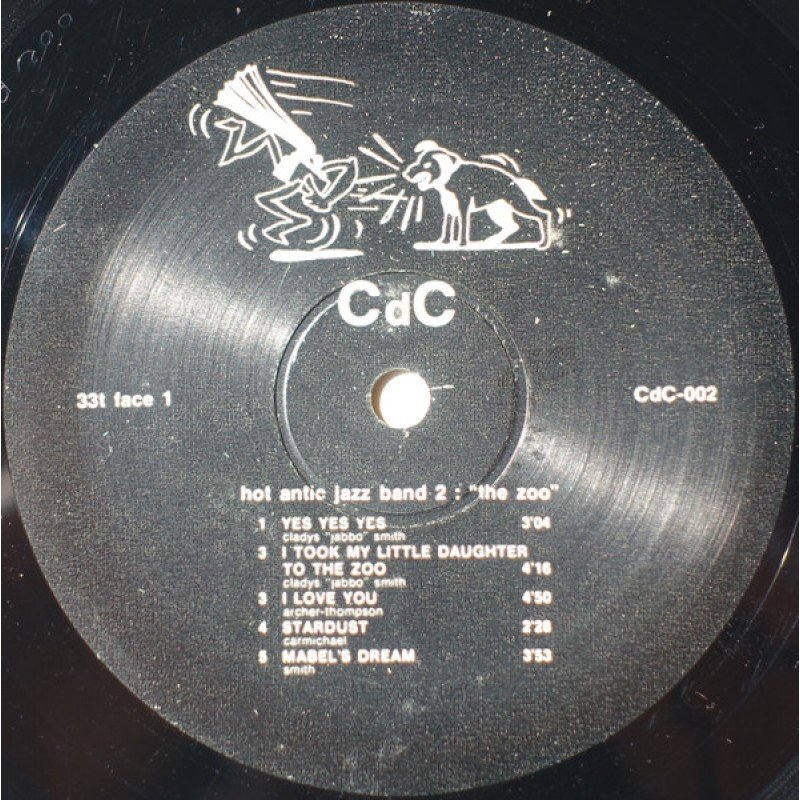 CdC
33t face 1
CdC-002
hot antic jazz band 2 : "the zoo"
1 YES YES YES 3'04
cladys "jabbo" smith
3 I TOOK MY LITTLE DAUGHTER
TO THE ZOO 4'16
cladys "jabbo" smith
3 I LOVE YOU 4'50
archer-thompson
4 STARDUST 2'28
carmichael
5 MABEL'S DREAM 3'53
smith